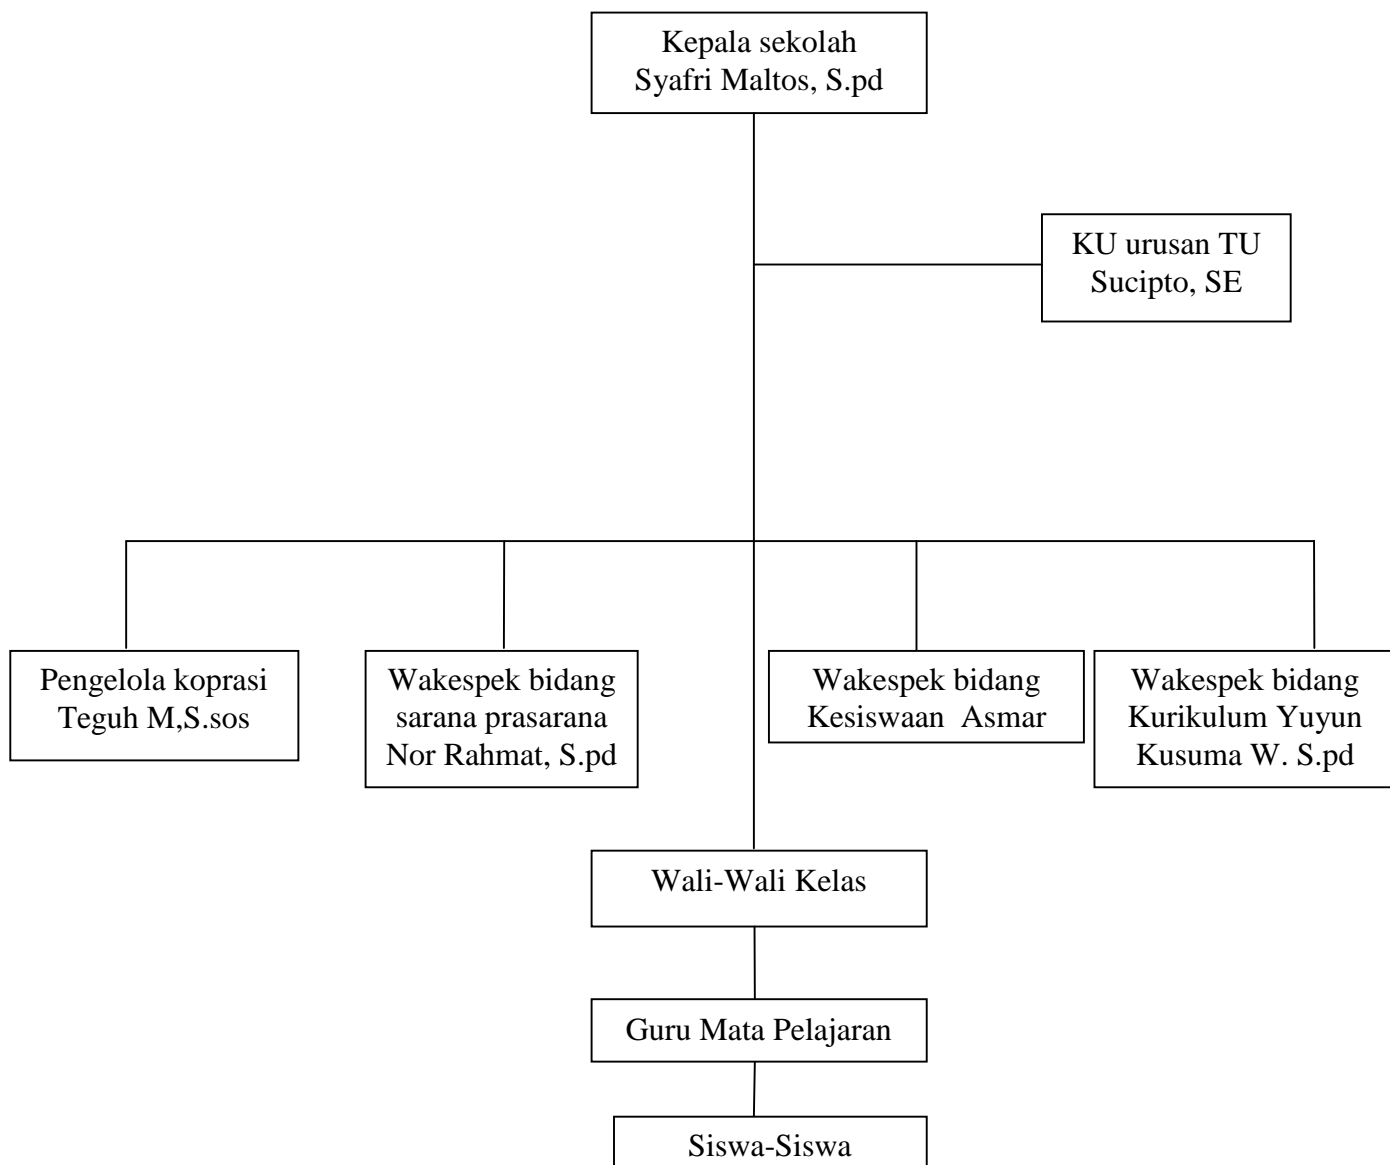 Kepala sekolah
Syafri Maltos, S.pd
KU urusan TU
Sucipto, SE
Pengelola koprasi
Teguh M,S.sos
Wakespek bidang
sarana prasarana
Nor Rahmat, S.pd
Wakespek bidang
Kesiswaan  Asmar
Wakespek bidang
Kurikulum Yuyun
Kusuma W. S.pd
Wali-Wali Kelas
Guru Mata Pelajaran
Siswa-Siswa